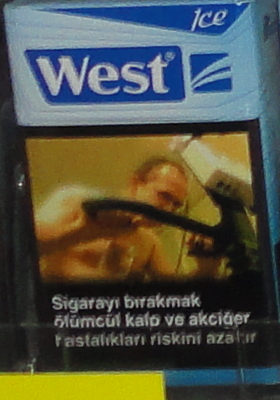 Ice
West®
Sigarayı bırakmak
ölümcül kalp ve akciğer
hastalıkları riskini azaltır